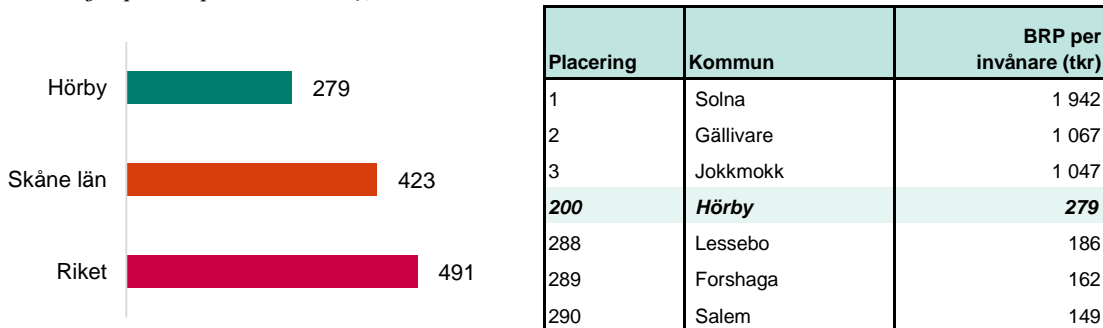 Hörby 279
Skåne län 423
Riket 491
Placering Kommun BRP per invånare (tkr)
1 Solna 1 942
2 Gällivare 1 067
3 Jokkmokk 1 047
200 Hörby 279
288 Lessebo 186
289 Forshaga 162
290 Salem 149